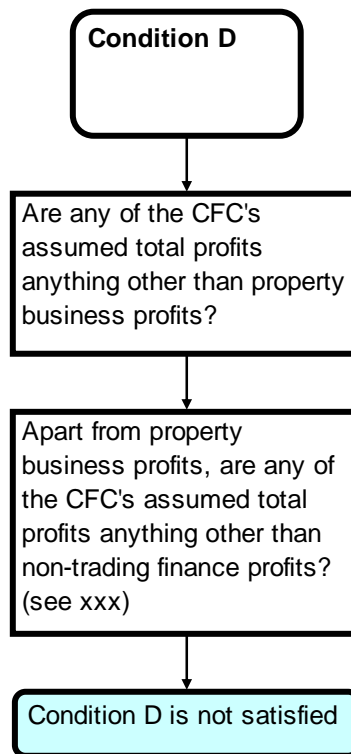 Condition D
Are any of the CFC's
assumed total profits
anything other than property
business profits?
Apart from property
business profits, are any of
the CFC's assumed total
profits anything other than
non-trading finance profits?
(see xxx)
Condition D is not satisfied